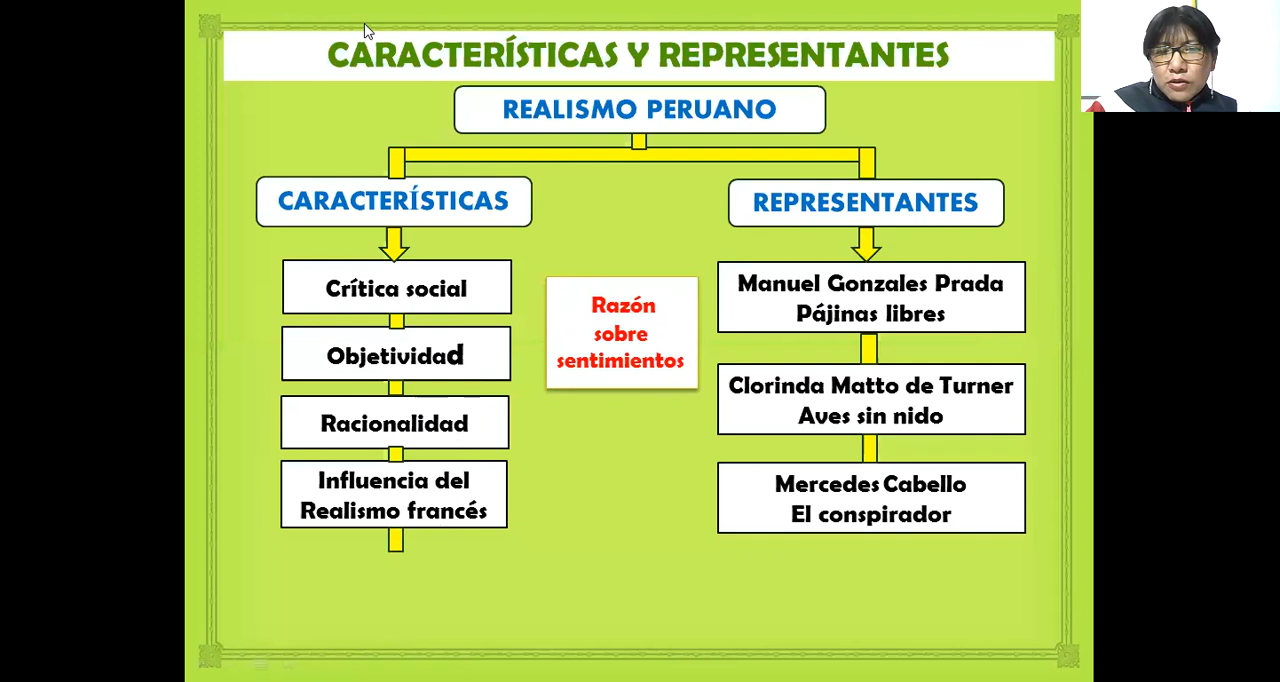 CARACTERÍSTICAS Y REPRESENTANTES
REALISMO PERUANO
CARACTERÍSTICAS
Crítica social
Objetividad
Racionalidad
Influencia del
Realismo francés
Razón
sobre
sentimientos
REPRESENTANTES
Manuel Gonzales Prada
Pájinas libres
Clorinda Matto de Turner
Aves sin nido
Mercedes Cabello
El conspirador